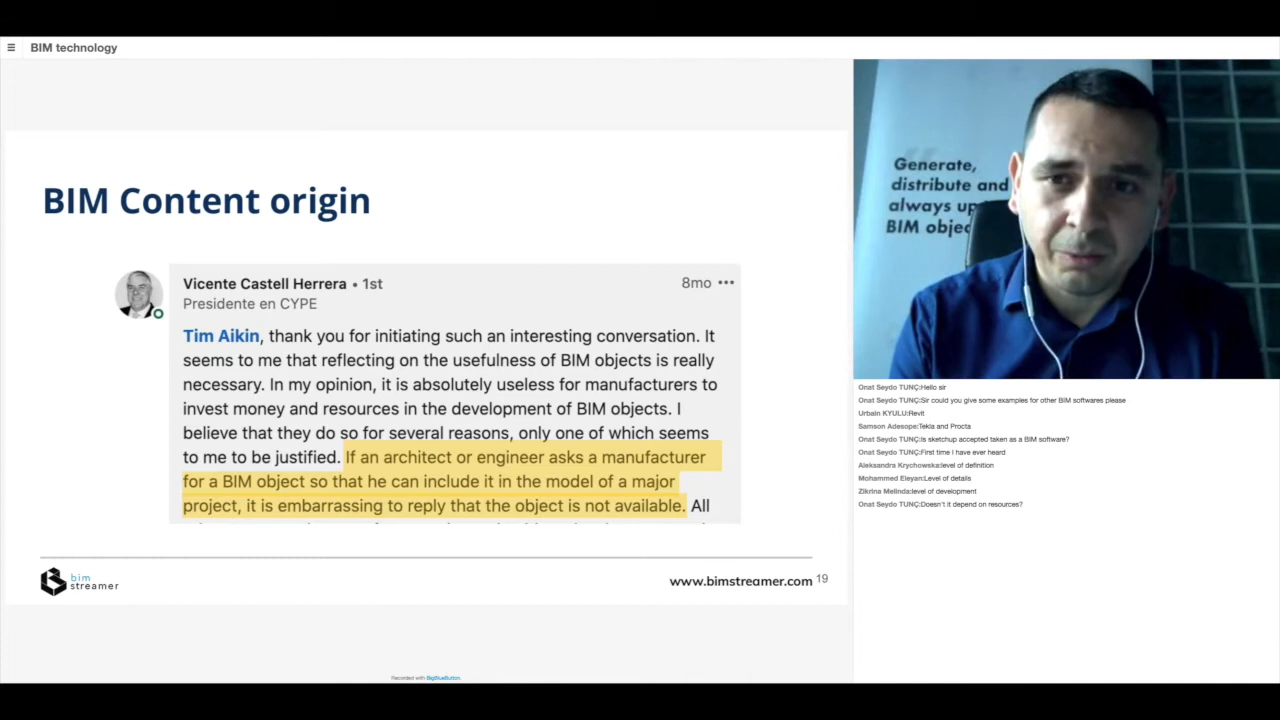 ☰ BIM technology
BIM Content origin
Vicente Castell Herrera • 1st
8mo •••
Presidente en CYPE
Tim Aikin, thank you for initiating such an interesting conversation. It
seems to me that reflecting on the usefulness of BIM objects is really
necessary. In my opinion, it is absolutely useless for manufacturers to
invest money and resources in the development of BIM objects. I
believe that they do so for several reasons, only one of which seems
to me to be justified. If an architect or engineer asks a manufacturer
for a BIM object so that he can include it in the model of a major
project, it is embarrassing to reply that the object is not available. All
bim
streamer
www.bimstreamer.com 19
Recorded with BigBlueButton.
Generate,
distribute and
always up
BIM objec
Onat Seydo TUNÇ:Hello sir
Onat Seydo TUNÇ:Sir could you give some examples for other BIM softwares please
Urbain KYULU:Revit
Samson Adesope:Tekla and Procta
Onat Seydo TUNÇ:Is sketchup accepted taken as a BIM software?
Onat Seydo TUNÇ:First time I have ever heard
Aleksandra Krychowska:level of definition
Mohammed Eleyan:Level of details
Zikrina Melinda:level of development
Onat Seydo TUNÇ:Doesn't it depend on resources?